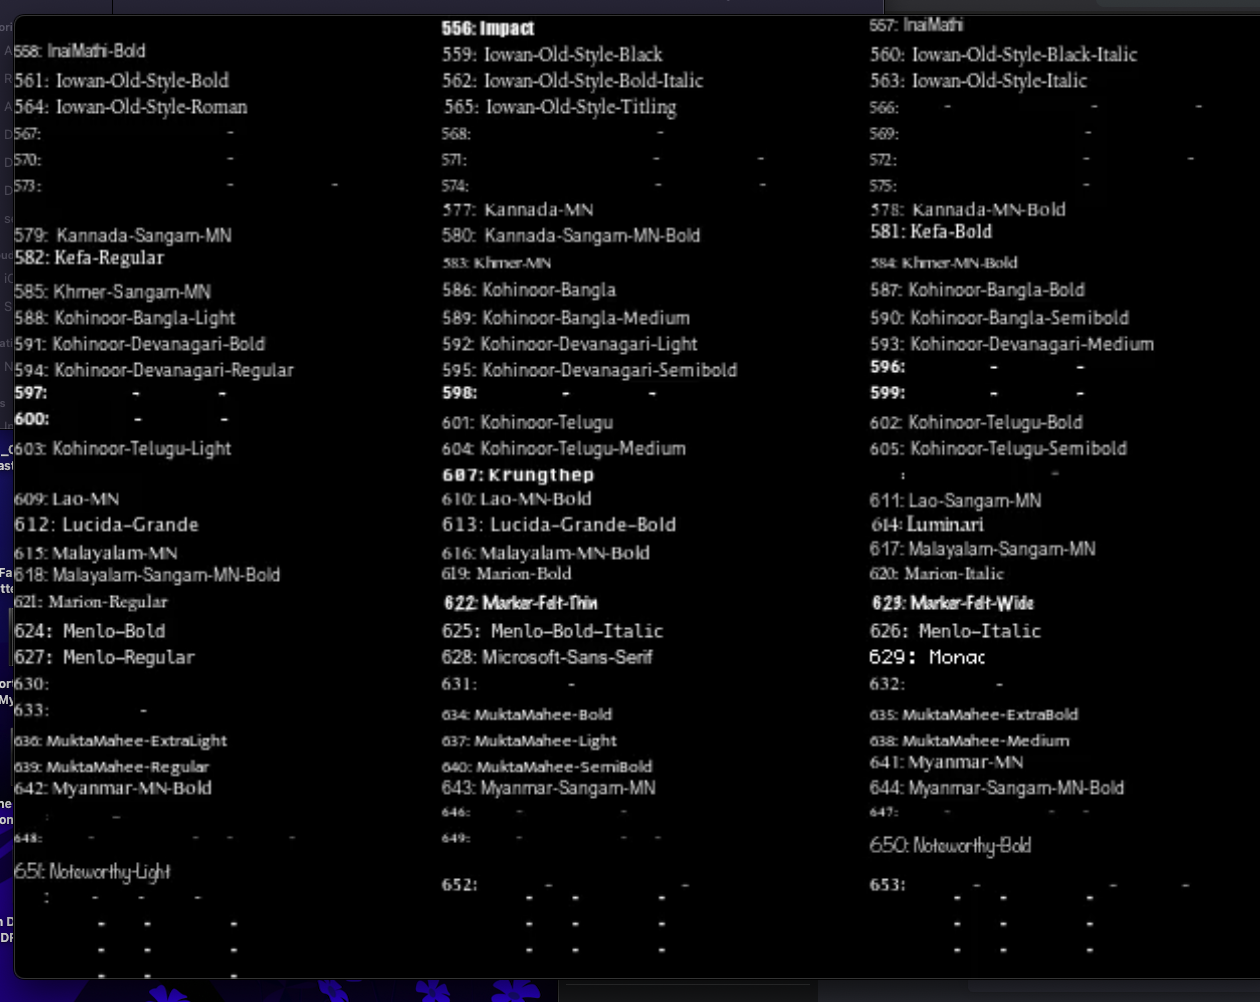 556: Impact 557: InaiMathi
558: InaiMathi-Bold 559: Iowan-Old-Style-Black 560: Iowan-Old-Style-Black-Italic
561: Iowan-Old-Style-Bold 562: Iowan-Old-Style-Bold-Italic 563: Iowan-Old-Style-Italic
564: Iowan-Old-Style-Roman 565: Iowan-Old-Style-Titling 566: - - -
567: - 568: - 569: -
570: - 571: - - 572: - -
573: - - 574: - - 575: -
577: Kannada-MN 578: Kannada-MN-Bold
579: Kannada-Sangam-MN 580: Kannada-Sangam-MN-Bold 581: Kefa-Bold
582: Kefa-Regular 583: Khmer-MN 584: Khmer-MN-Bold
585: Khmer-Sangam-MN 586: Kohinoor-Bangla 587: Kohinoor-Bangla-Bold
588: Kohinoor-Bangla-Light 589: Kohinoor-Bangla-Medium 590: Kohinoor-Bangla-Semibold
591: Kohinoor-Devanagari-Bold 592: Kohinoor-Devanagari-Light 593: Kohinoor-Devanagari-Medium
594: Kohinoor-Devanagari-Regular 595: Kohinoor-Devanagari-Semibold 596: - -
597: - - 598: - - 599: - -
600: - - 601: Kohinoor-Telugu 602: Kohinoor-Telugu-Bold
603: Kohinoor-Telugu-Light 604: Kohinoor-Telugu-Medium 605: Kohinoor-Telugu-Semibold
607: Krungthep : -
609: Lao-MN 610: Lao-MN-Bold 611: Lao-Sangam-MN
612: Lucida-Grande 613: Lucida-Grande-Bold 614: Luminari
615: Malayalam-MN 616: Malayalam-MN-Bold 617: Malayalam-Sangam-MN
618: Malayalam-Sangam-MN-Bold 619: Marion-Bold 620: Marion-Italic
621: Marion-Regular 622: Marker-Felt-Thin 623: Marker-Felt-Wide
624: Menlo-Bold 625: Menlo-Bold-Italic 626: Menlo-Italic
627: Menlo-Regular 628: Microsoft-Sans-Serif 629: Monac
630: 631: - 632: -
633: - 634: MuktaMahee-Bold 635: MuktaMahee-ExtraBold
636: MuktaMahee-ExtraLight 637: MuktaMahee-Light 638: MuktaMahee-Medium
639: MuktaMahee-Regular 640: MuktaMahee-SemiBold 641: Myanmar-MN
642: Myanmar-MN-Bold 643: Myanmar-Sangam-MN 644: Myanmar-Sangam-MN-Bold
: - 646: - - 647: - -
648: - - - - 649: - - - 650: Noteworthy-Bold
651: Noteworthy-Light 652: - - 653: - - -
: - - - - - - - - -
- - - - - - - - -
- - - - - - - - -
- - -